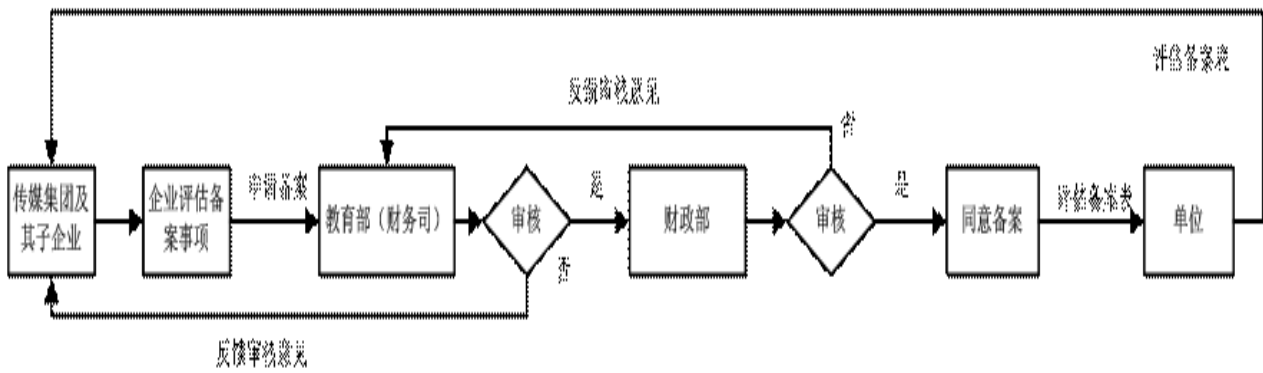 评估备案表
反馈审核意见
否
传媒集团及
其子企业
企业评估备
案事项
申请备案
教育部（财务司）
审核
是
财政部
审核
是
同意备案
评估备案表
单位
否
反馈审核意见